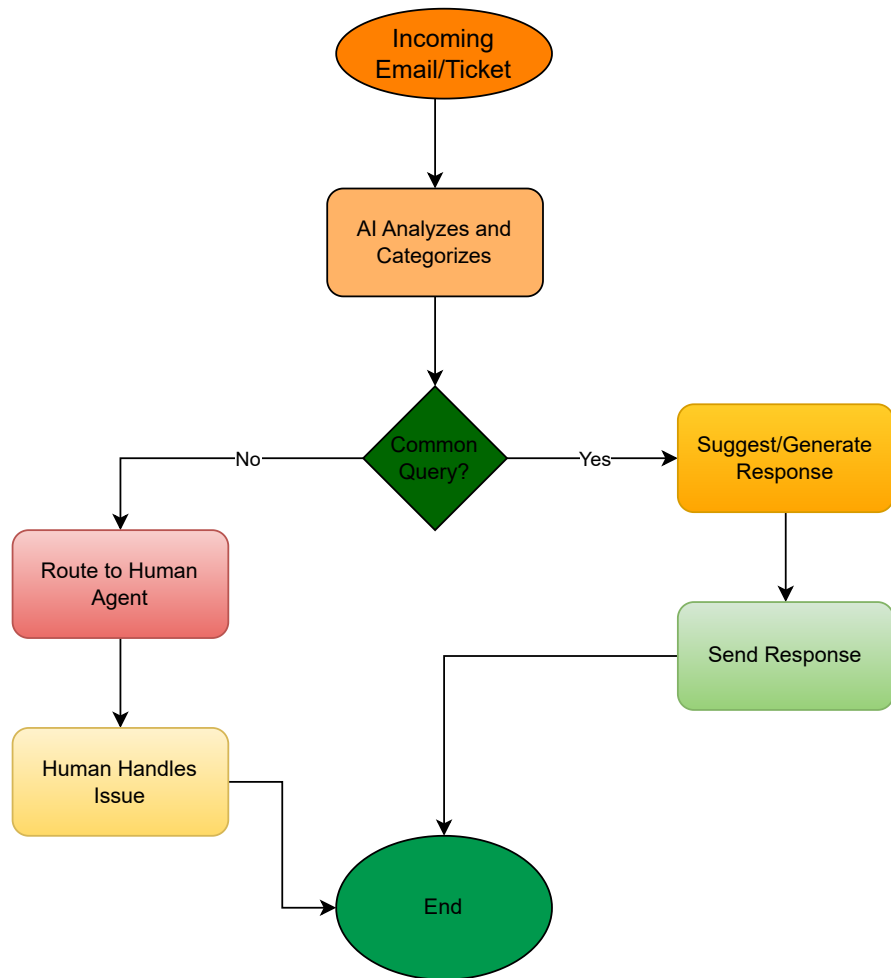 Incoming
Email/Ticket
AI Analyzes and
Categorizes
Common
Query?
No
Yes
Suggest/Generate
Response
Route to Human
Agent
Send Response
Human Handles
Issue
End